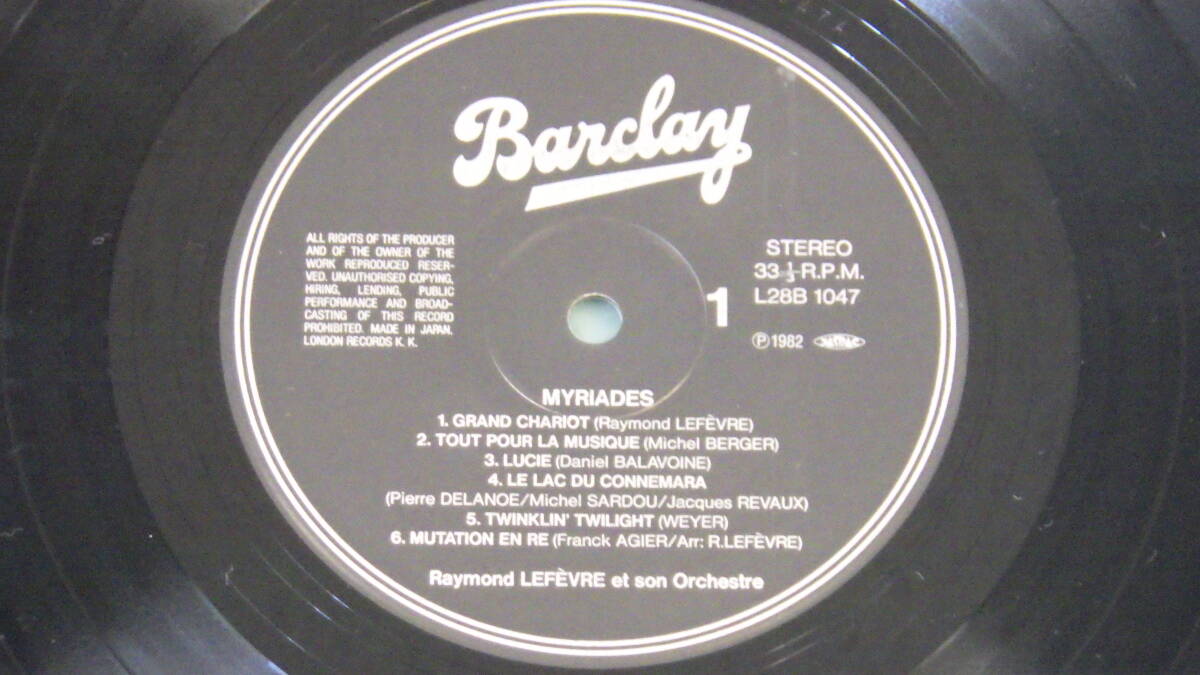 Barclay
ALL RIGHTS OF THE PRODUCER
AND OF THE OWNER OF THE
WORK REPRODUCED RESER-
VED. UNAUTHORISED COPYING,
HIRING, LENDING, PUBLIC
PERFORMANCE AND BROAD-
CASTING OF THIS RECORD
PROHIBITED. MADE IN JAPAN.
LONDON RECORDS K. K.
STEREO
33 1/3 R.P.M.
L28B 1047
1
Ⓟ1982
MYRIADES
1. GRAND CHARIOT (Raymond LEFÈVRE)
2. TOUT POUR LA MUSIQUE (Michel BERGER)
3. LUCIE (Daniel BALAVOINE)
4. LE LAC DU CONNEMARA
(Pierre DELANOE/Michel SARDOU/Jacques REVAUX)
5. TWINKLIN' TWILIGHT (WEYER)
6. MUTATION EN RE (Franck AGIER/Arr: R.LEFÈVRE)
Raymond LEFÈVRE et son Orchestre